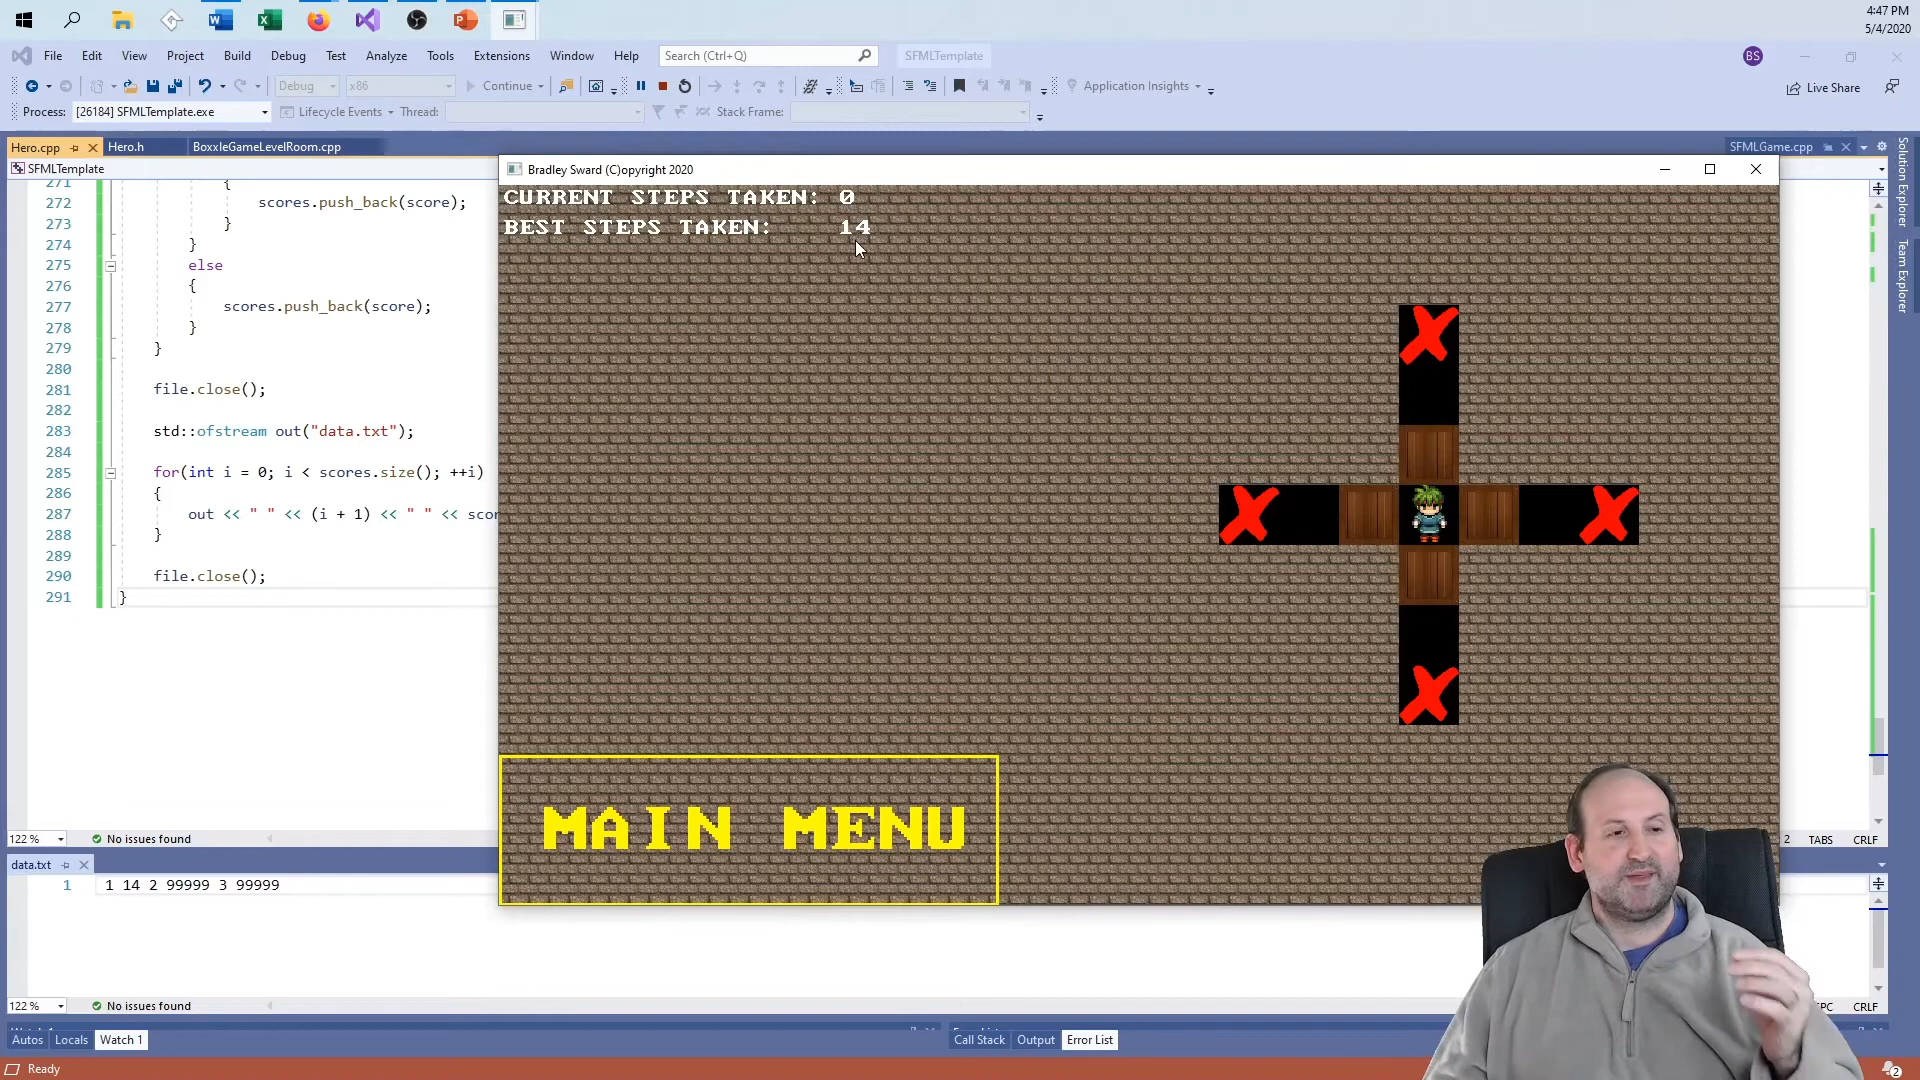 4:47 PM
5/4/2020
File Edit View Project Build Debug Test Analyze Tools Extensions Window Help Search (Ctrl+Q) SFMLTemplate BS
Debug x86 Continue Application Insights Live Share
Process: [26184] SFMLTemplate.exe Lifecycle Events Thread: Stack Frame:
Hero.cpp Hero.h BoxxleGameLevelRoom.cpp SFMLGame.cpp
SFMLTemplate
Solution Explorer
Team Explorer
Bradley Sward (C)opyright 2020
CURRENT STEPS TAKEN: 0
BEST STEPS TAKEN: 14
MAIN MENU
271 {
272 scores.push_back(score);
273 }
274 }
275 else
276 {
277 scores.push_back(score);
278 }
279 }
280
281 file.close();
282
283 std::ofstream out("data.txt");
284
285 for(int i = 0; i < scores.size(); ++i)
286 {
287 out << " " << (i + 1) << " " << scor
288 }
289
290 file.close();
291 }
122 % No issues found 2 TABS CRLF
data.txt
1 1 14 2 99999 3 99999
122 % No issues found CRLF
Autos Locals Watch 1 Call Stack Output Error List
Ready 2